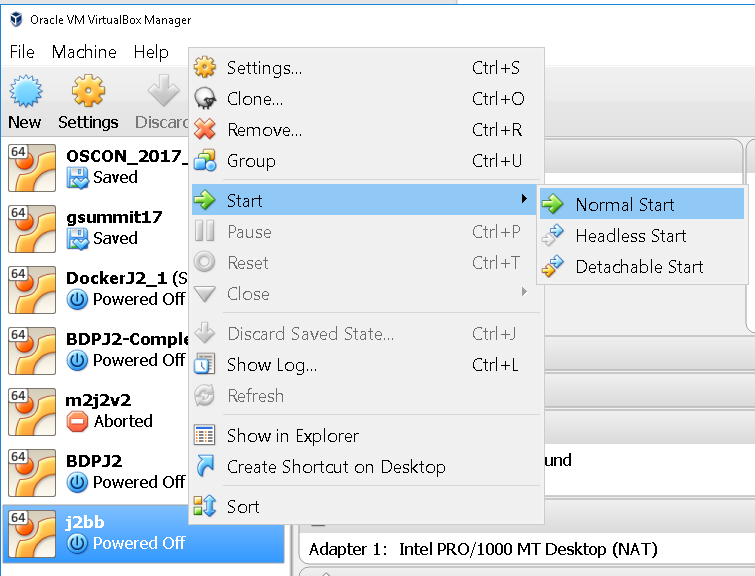 Oracle VM VirtualBox Manager
File Machine Help
New Settings Discard
64 OSCON_2017_
Saved
64 gsummit17
Saved
64 DockerJ2_1 (S
Powered Off
64 BDPJ2-Comple
Powered Off
64 m2j2v2
Aborted
64 BDPJ2
Powered Off
64 j2bb
Powered Off
Settings... Ctrl+S
Clone... Ctrl+O
Remove... Ctrl+R
Group Ctrl+U
Start
Pause Ctrl+P
Reset Ctrl+T
Close
Discard Saved State... Ctrl+J
Show Log... Ctrl+L
Refresh
Show in Explorer
Create Shortcut on Desktop
Sort
Normal Start
Headless Start
Detachable Start
und
Adapter 1: Intel PRO/1000 MT Desktop (NAT)